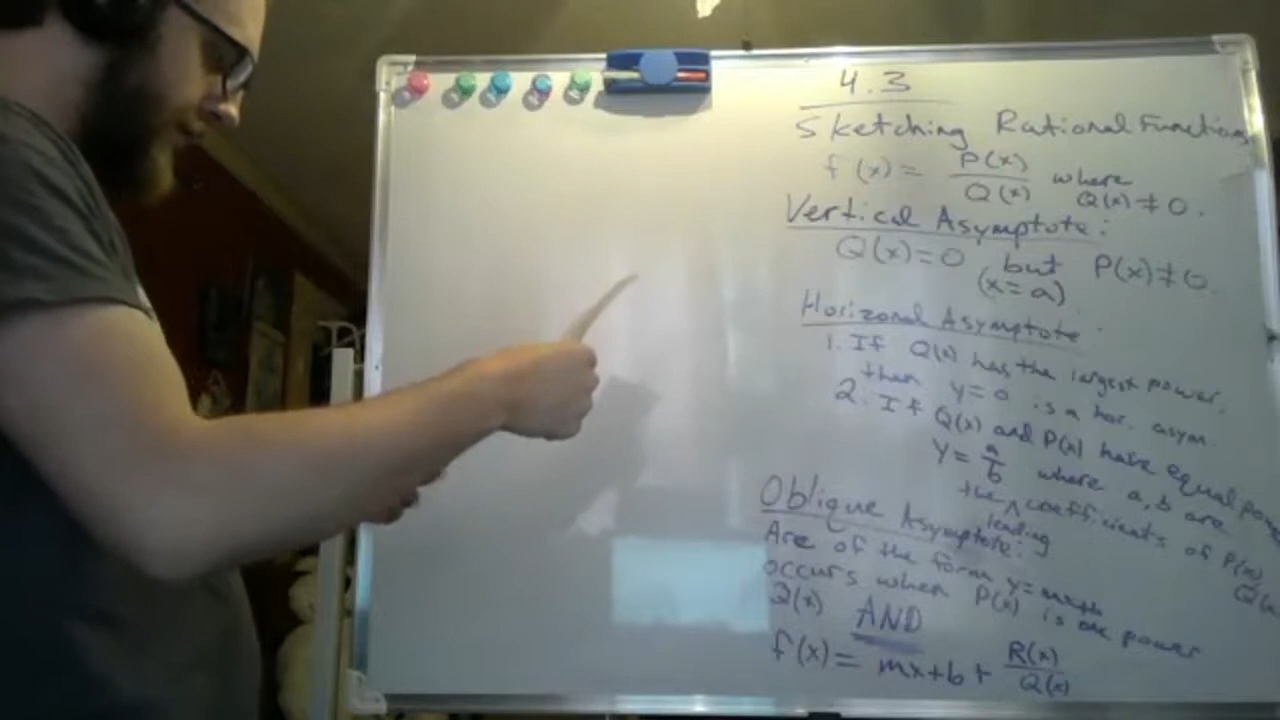 4.3
Sketching Rational Functions
f(x) = P(x)/Q(x) where Q(x) ≠ 0.
Vertical Asymptote:
Q(x)=0 but P(x)≠0.
(x=a)
Horizonal Asymptote:
1. If Q(x) has the largest power,
then y=0 is a hor. asym.
2. If Q(x) and P(x) have equal power
y = a/b where a,b are
the leading coefficients of P(x)
Q(x)
Oblique Asymptote:
Are of the form y=mx+b
occurs when P(x) is one power
Q(x) AND
f(x) = mx+b + R(x)/Q(x)